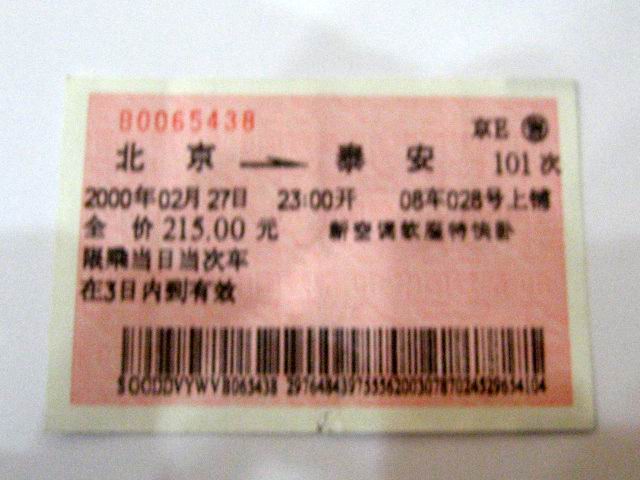 B0065438
京E 售
北京 → 泰安 101次
2000年02月27日 23:00开 08车028号上铺
全价215.00元 新空调软座特快卧
限乘当日当次车
在3日内到有效